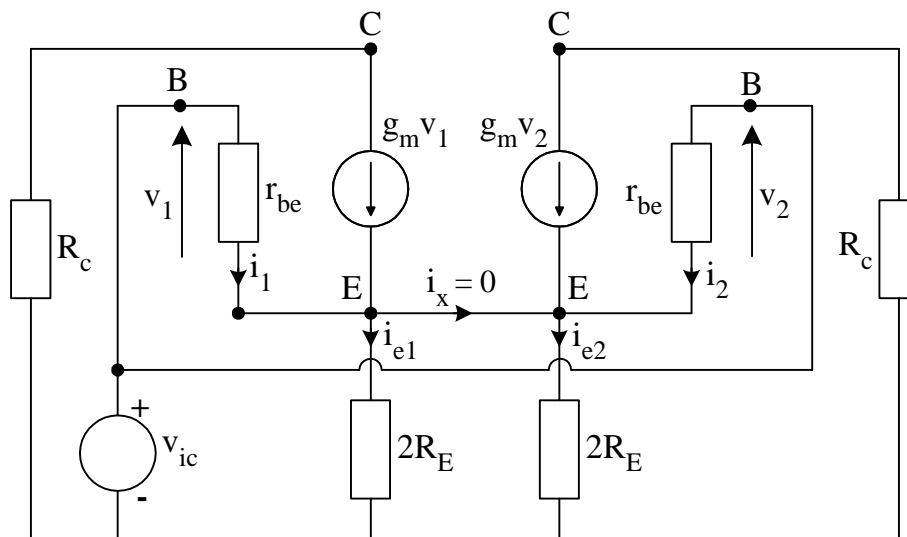 C C
B B
g_m v_1 g_m v_2
v_1 r_be r_be v_2
R_c R_c
i_1 E i_x = 0 E i_2
i_e1 i_e2
+
v_ic 2R_E 2R_E
-